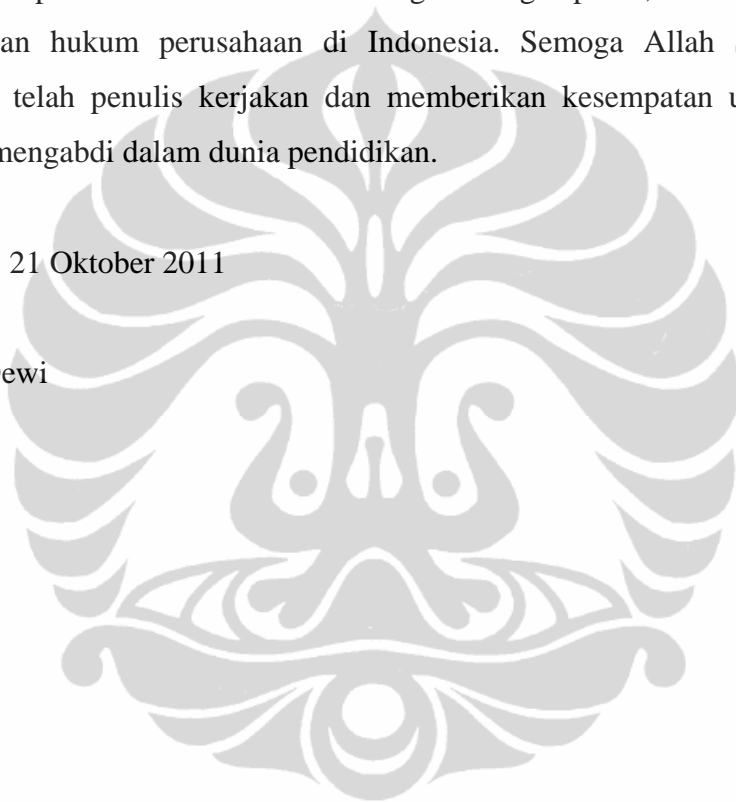 an hukum perusahaan di Indonesia. Semoga Allah
telah penulis kerjakan dan memberikan kesempatan u
mengabdi dalam dunia pendidikan.
21 Oktober 2011
ewi